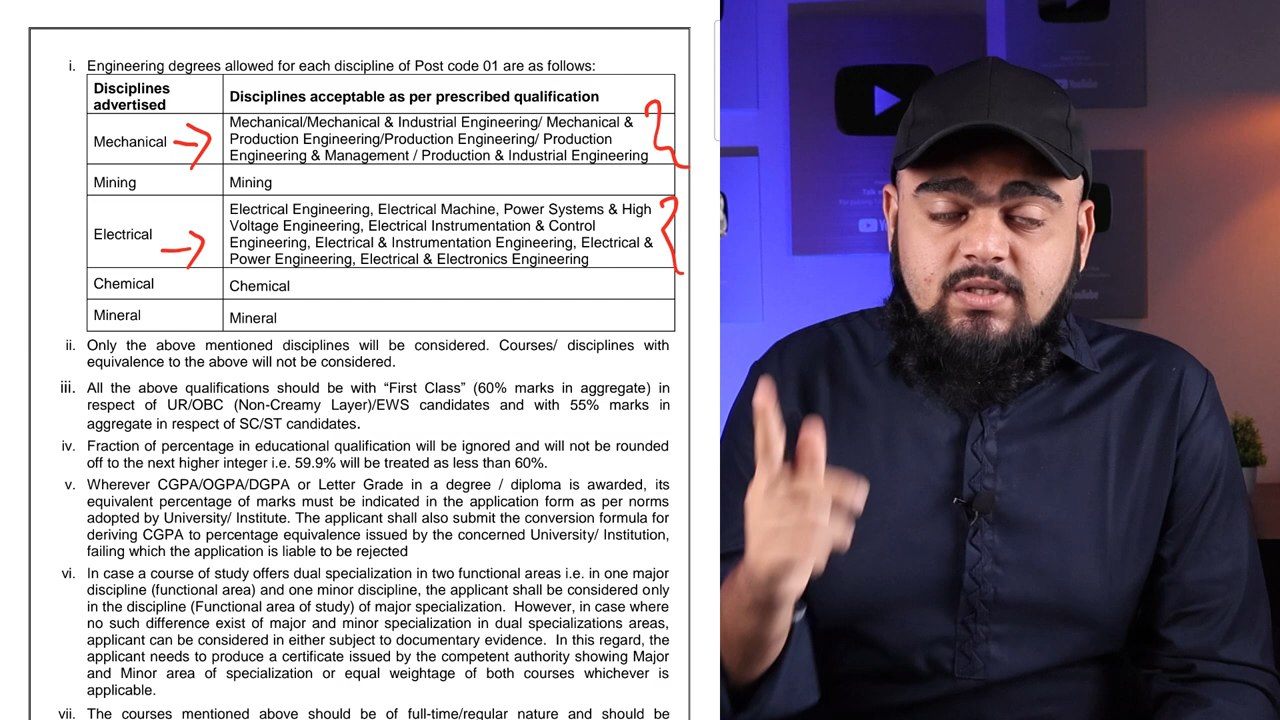 i. Engineering degrees allowed for each discipline of Post code 01 are as follows:
Disciplines advertised
Disciplines acceptable as per prescribed qualification
Mechanical
Mechanical/Mechanical & Industrial Engineering/ Mechanical &
Production Engineering/Production Engineering/ Production
Engineering & Management / Production & Industrial Engineering
Mining
Mining
Electrical
Electrical Engineering, Electrical Machine, Power Systems & High
Voltage Engineering, Electrical Instrumentation & Control
Engineering, Electrical & Instrumentation Engineering, Electrical &
Power Engineering, Electrical & Electronics Engineering
Chemical
Chemical
Mineral
Mineral
ii. Only the above mentioned disciplines will be considered. Courses/ disciplines with
equivalence to the above will not be considered.
iii. All the above qualifications should be with “First Class” (60% marks in aggregate) in
respect of UR/OBC (Non-Creamy Layer)/EWS candidates and with 55% marks in
aggregate in respect of SC/ST candidates.
iv. Fraction of percentage in educational qualification will be ignored and will not be rounded
off to the next higher integer i.e. 59.9% will be treated as less than 60%.
v. Wherever CGPA/OGPA/DGPA or Letter Grade in a degree / diploma is awarded, its
equivalent percentage of marks must be indicated in the application form as per norms
adopted by University/ Institute. The applicant shall also submit the conversion formula for
deriving CGPA to percentage equivalence issued by the concerned University/ Institution,
failing which the application is liable to be rejected
vi. In case a course of study offers dual specialization in two functional areas i.e. in one major
discipline (functional area) and one minor discipline, the applicant shall be considered only
in the discipline (Functional area of study) of major specialization. However, in case where
no such difference exist of major and minor specialization in dual specializations areas,
applicant can be considered in either subject to documentary evidence. In this regard, the
applicant needs to produce a certificate issued by the competent authority showing Major
and Minor area of specialization or equal weightage of both courses whichever is
applicable.
vii. The courses mentioned above should be of full-time/regular nature and should be
YouTube